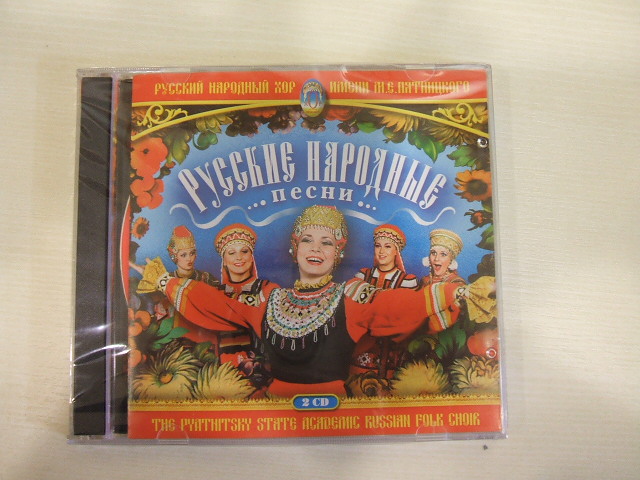 РУССКИЙ НАРОДНЫЙ ХОР ИМЕНИ М.Е.ПЯТНИЦКОГО
РУССКИЕ НАРОДНЫЕ
...ПЕСНИ...
2 CD
THE PYATNITSKY STATE ACADEMIC RUSSIAN FOLK CHOIR